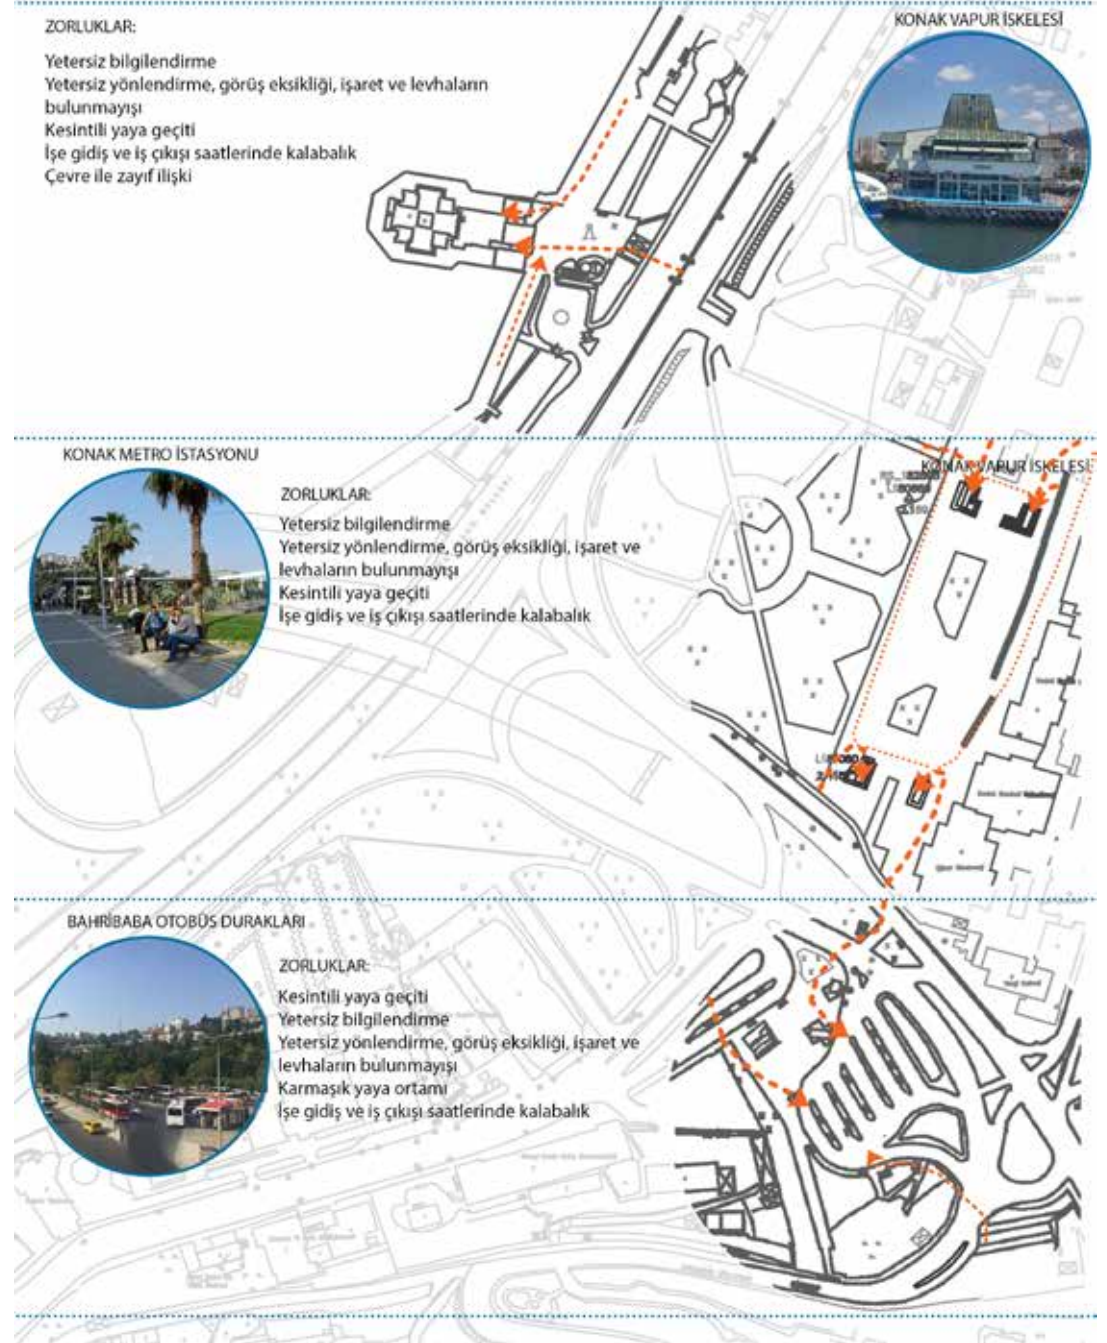 ZORLUKLAR:
Yetersiz bilgilendirme
Yetersiz yönlendirme, görüş eksikliği, işaret ve levhaların
bulunmayışı
Kesintili yaya geçiti
İşe gidiş ve iş çıkışı saatlerinde kalabalık
Çevre ile zayıf ilişki
KONAK VAPUR İSKELESİ
KONAK METRO İSTASYONU
ZORLUKLAR:
Yetersiz bilgilendirme
Yetersiz yönlendirme, görüş eksikliği, işaret ve
levhaların bulunmayışı
Kesintili yaya geçiti
İşe gidiş ve iş çıkışı saatlerinde kalabalık
KONAK VAPUR İSKELESİ
BAHRİBABA OTOBÜS DURAKLARI
ZORLUKLAR:
Kesintili yaya geçiti
Yetersiz bilgilendirme
Yetersiz yönlendirme, görüş eksikliği, işaret ve
levhaların bulunmayışı
Karmaşık yaya ortamı
İşe gidiş ve iş çıkışı saatlerinde kalabalık